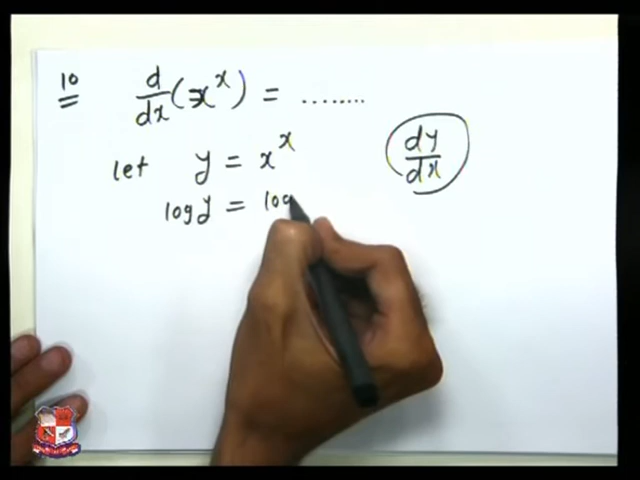 10 d/dx (x^x) = ........
let y = x^x
dy/dx
log y = log